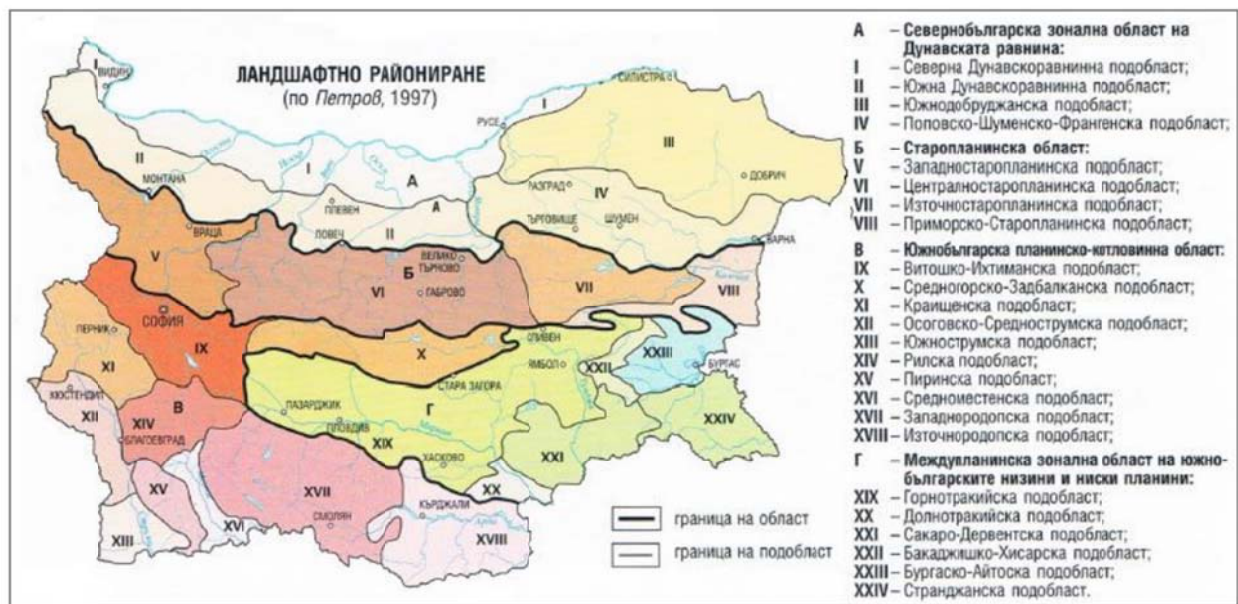 ЛАНДШАФТНО РАЙОНИРАНЕ
(по Петров, 1997)
I
ВИДИН
СИЛИСТРА
I
РУСЕ
III
II
Искър
I
Осъм
А
МОНТАНА
ДОБРИЧ
РАЗГРАД
IV
ПЛЕВЕН
А
II
ТЪРГОВИЩЕ
ШУМЕН
ВРАЦА
ЛОВЕЧ
ВАРНА
V
ВЕЛИКО
ТЪРНОВО
Б
VI
ГАБРОВО
VII
VIII
СОФИЯ
ПЕРНИК
IX
X
СЛИВЕН
XXIII
БУРГАС
XI
ЯМБОЛ
XXII
СТАРА ЗАГОРА
КЮСТЕНДИЛ
В
Г
XII
XIV
ПАЗАРДЖИК
ПЛОВДИВ
Марица
XXIV
БЛАГОЕВГРАД
XIX
ХАСКОВО
XXI
XV
XVII
XX
КЪРДЖАЛИ
XVI
СМОЛЯН
XIII
XVIII
граница на област
граница на подобласт
А – Севернобългарска зонална област на
Дунавската равнина:
I – Северна Дунавскоравнинна подобласт;
II – Южна Дунавскоравнинна подобласт;
III – Южнодобруджанска подобласт;
IV – Поповско-Шуменско-Франгенска подобласт;
Б – Старопланинска област:
V – Западностаропланинска подобласт;
VI – Централностаропланинска подобласт;
VII – Източностаропланинска подобласт;
VIII – Приморско-Старопланинска подобласт;
В – Южнобългарска планинско-котловинна област:
IX – Витошко-Ихтиманска подобласт;
X – Средногорско-Задбалканска подобласт;
XI – Краищенска подобласт;
XII – Осоговско-Среднострумска подобласт;
XIII – Южнострумска подобласт;
XIV – Рилска подобласт;
XV – Пиринска подобласт;
XVI – Средноместенска подобласт;
XVII – Западнородопска подобласт;
XVIII – Източнородопска подобласт;
Г – Междупланинска зонална област на южно-
българските низини и ниски планини:
XIX – Горнотракийска подобласт;
XX – Долнотракийска подобласт;
XXI – Сакаро-Дервентска подобласт;
XXII – Бакаджишко-Хисарска подобласт;
XXIII – Бургаско-Айтоска подобласт;
XXIV – Странджанска подобласт.